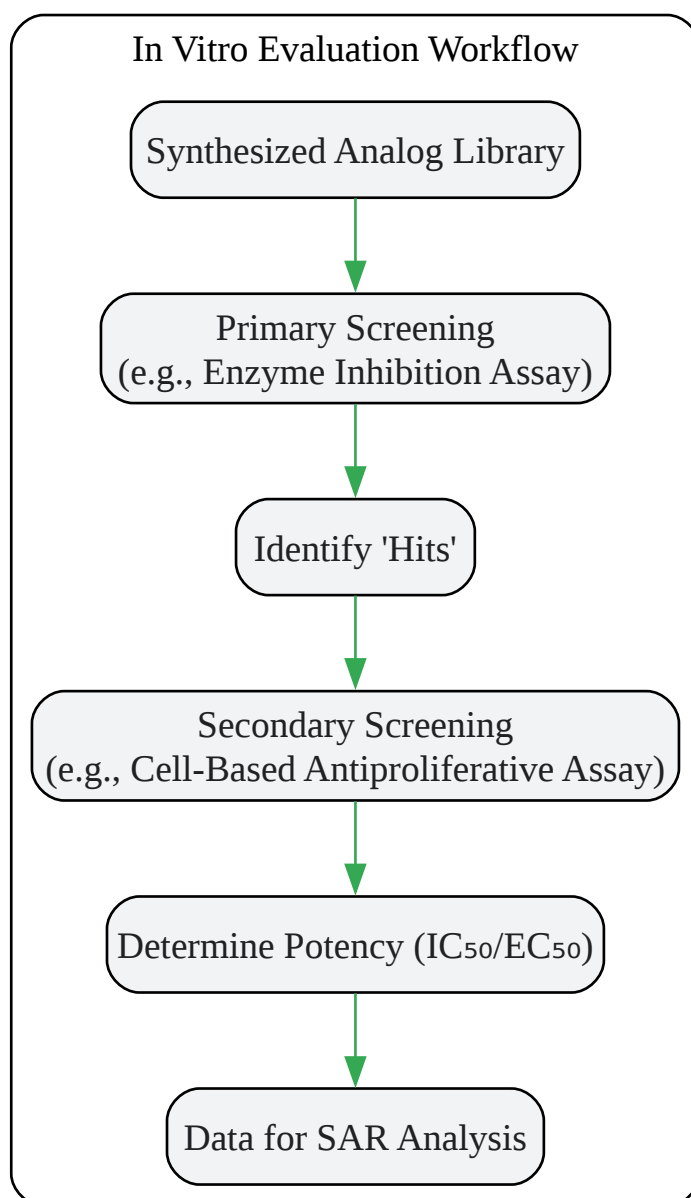 In Vitro Evaluation Workflow
Synthesized Analog Library
Primary Screening
(e.g., Enzyme Inhibition Assay)
Identify 'Hits'
Secondary Screening
(e.g., Cell-Based Antiproliferative Assay)
Determine Potency (IC₅₀/EC₅₀)
Data for SAR Analysis